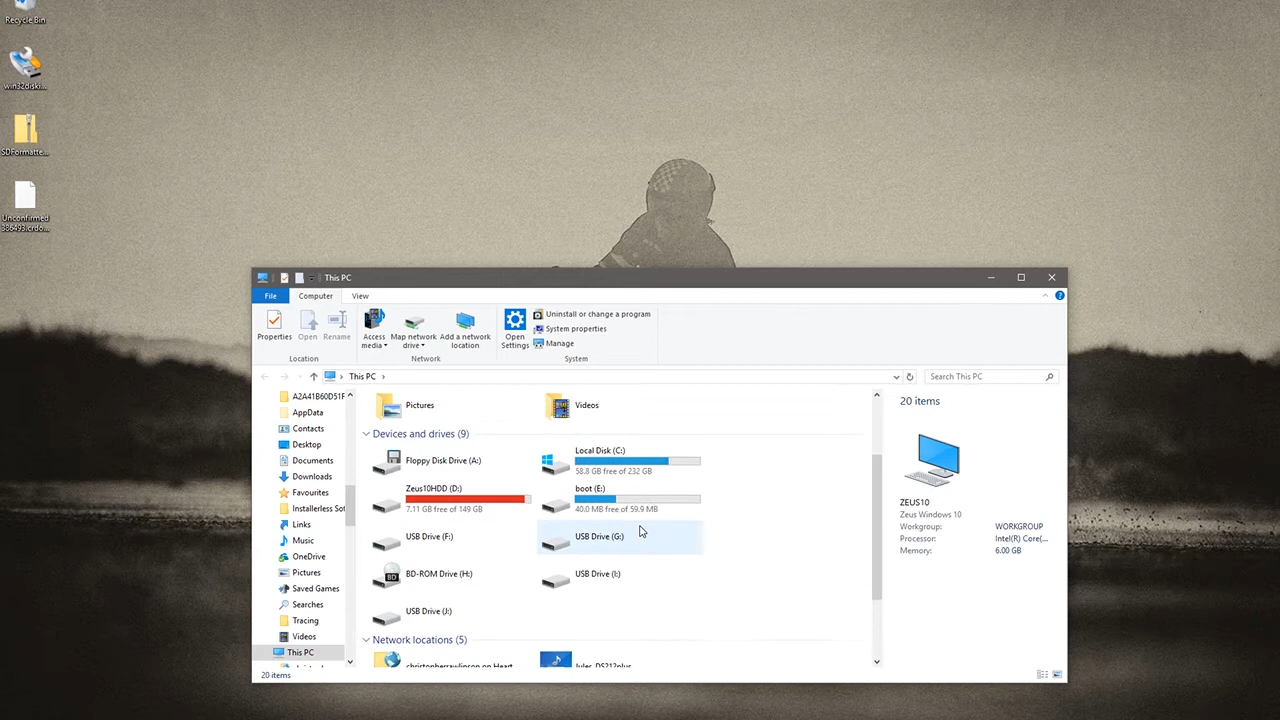 Recycle Bin
win32diski...
SDFormatte...
Unconfirmed
386493.crdo...
This PC
File Computer View
Properties Open Rename
Access media Map network drive Add a network location
Open Settings
Uninstall or change a program
System properties
Manage
Location Network System
This PC
Search This PC
A2A41B60D51F
AppData
Contacts
Desktop
Documents
Downloads
Favourites
Installerless Sof
Links
Music
OneDrive
Pictures
Saved Games
Searches
Tracing
Videos
This PC
Pictures Videos
Devices and drives (9)
Floppy Disk Drive (A:)
Local Disk (C:)
58.8 GB free of 232 GB
Zeus10HDD (D:)
7.11 GB free of 149 GB
boot (E:)
40.0 MB free of 59.9 MB
USB Drive (F:)
USB Drive (G:)
BD
BD-ROM Drive (H:)
USB Drive (I:)
USB Drive (J:)
Network locations (5)
christopherrawlinson on Heart
Jules_DS212plus
20 items
ZEUS10
Zeus Windows 10
Workgroup: WORKGROUP
Processor: Intel(R) Core(...
Memory: 6.00 GB
20 items